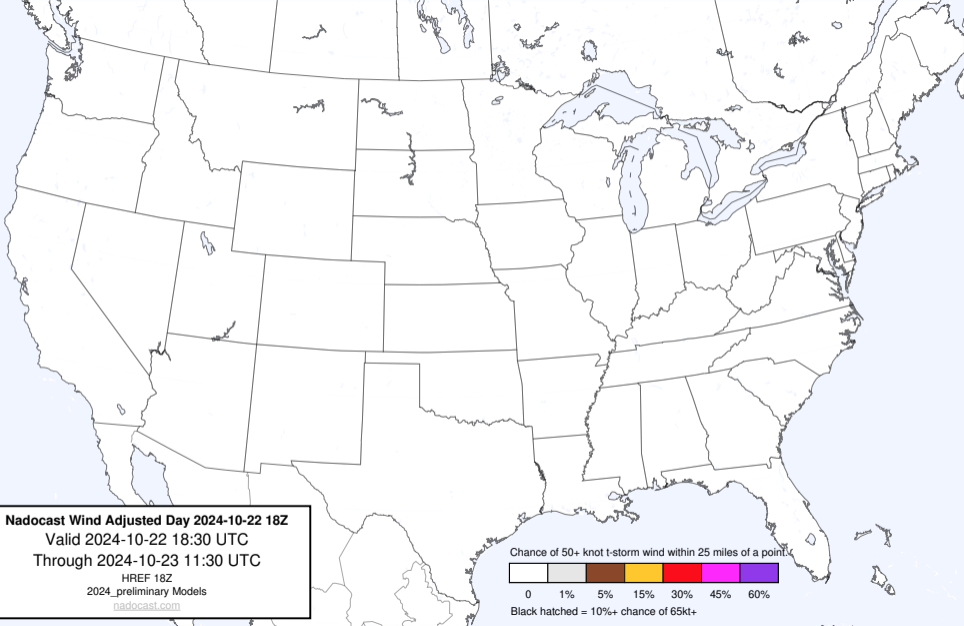 Nadocast Wind Adjusted Day 2024-10-22 18Z
Valid 2024-10-22 18:30 UTC
Through 2024-10-23 11:30 UTC
HREF 18Z
2024_preliminary Models
nadocast.com
Chance of 50+ knot t-storm wind within 25 miles of a point.
0 1% 5% 15% 30% 45% 60%
Black hatched = 10%+ chance of 65kt+